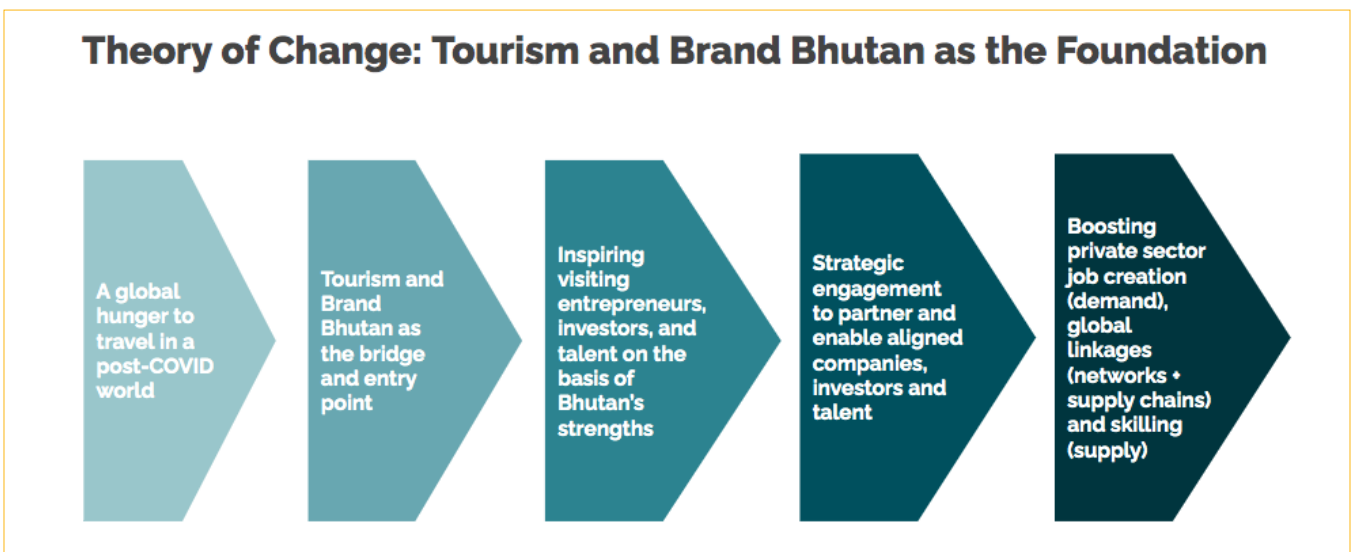 Theory of Change: Tourism and Brand Bhutan as the Foundation
A global
hunger to
travel in a
post-COVID
world
Tourism and
Brand
Bhutan as
the bridge
and entry
point
Inspiring
visiting
entrepreneurs,
investors, and
talent on the
basis of
Bhutan's
strengths
Strategic
engagement
to partner and
enable aligned
companies,
investors and
talent
Boosting
private sector
job creation
(demand),
global
linkages
(networks +
supply chains)
and skilling
(supply)